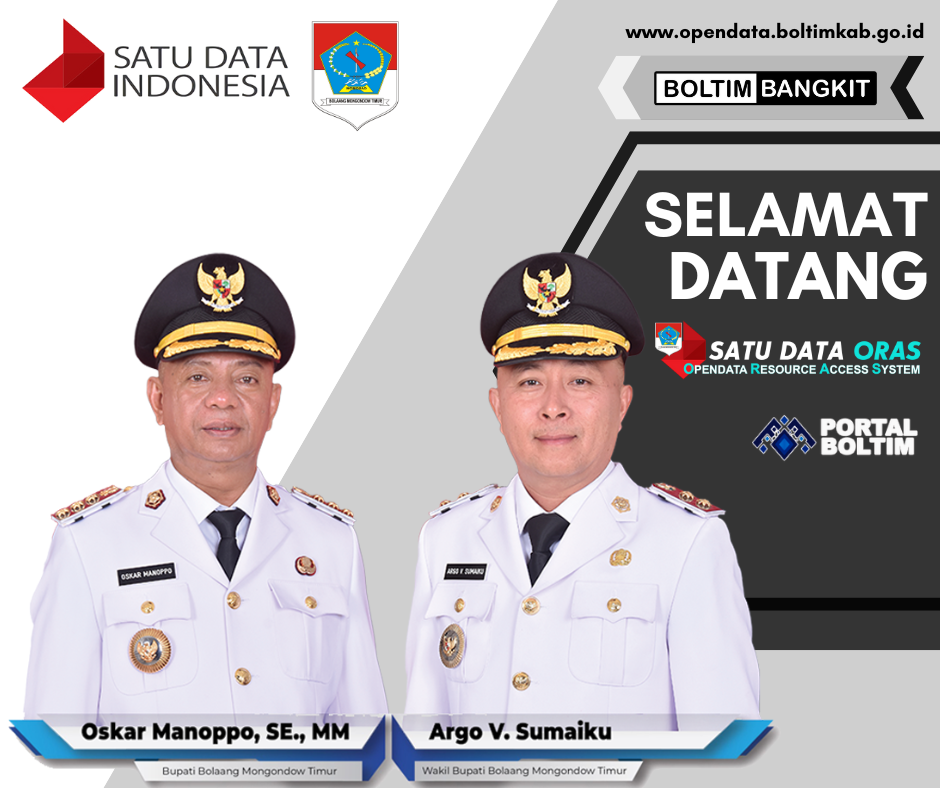 SATU DATA
INDONESIA
BOLAANG MONGONDOW TIMUR
www.opendata.boltimkab.go.id
BOLTIM BANGKIT
SELAMAT
DATANG
SATU DATA ORAS
OPENDATA RESOURCE ACCESS SYSTEM
PORTAL
BOLTIM
OSKAR MANOPPO
ARGO V. SUMAIKU
Oskar Manoppo, SE., MM
Bupati Bolaang Mongondow Timur
Argo V. Sumaiku
Wakil Bupati Bolaang Mongondow Timur